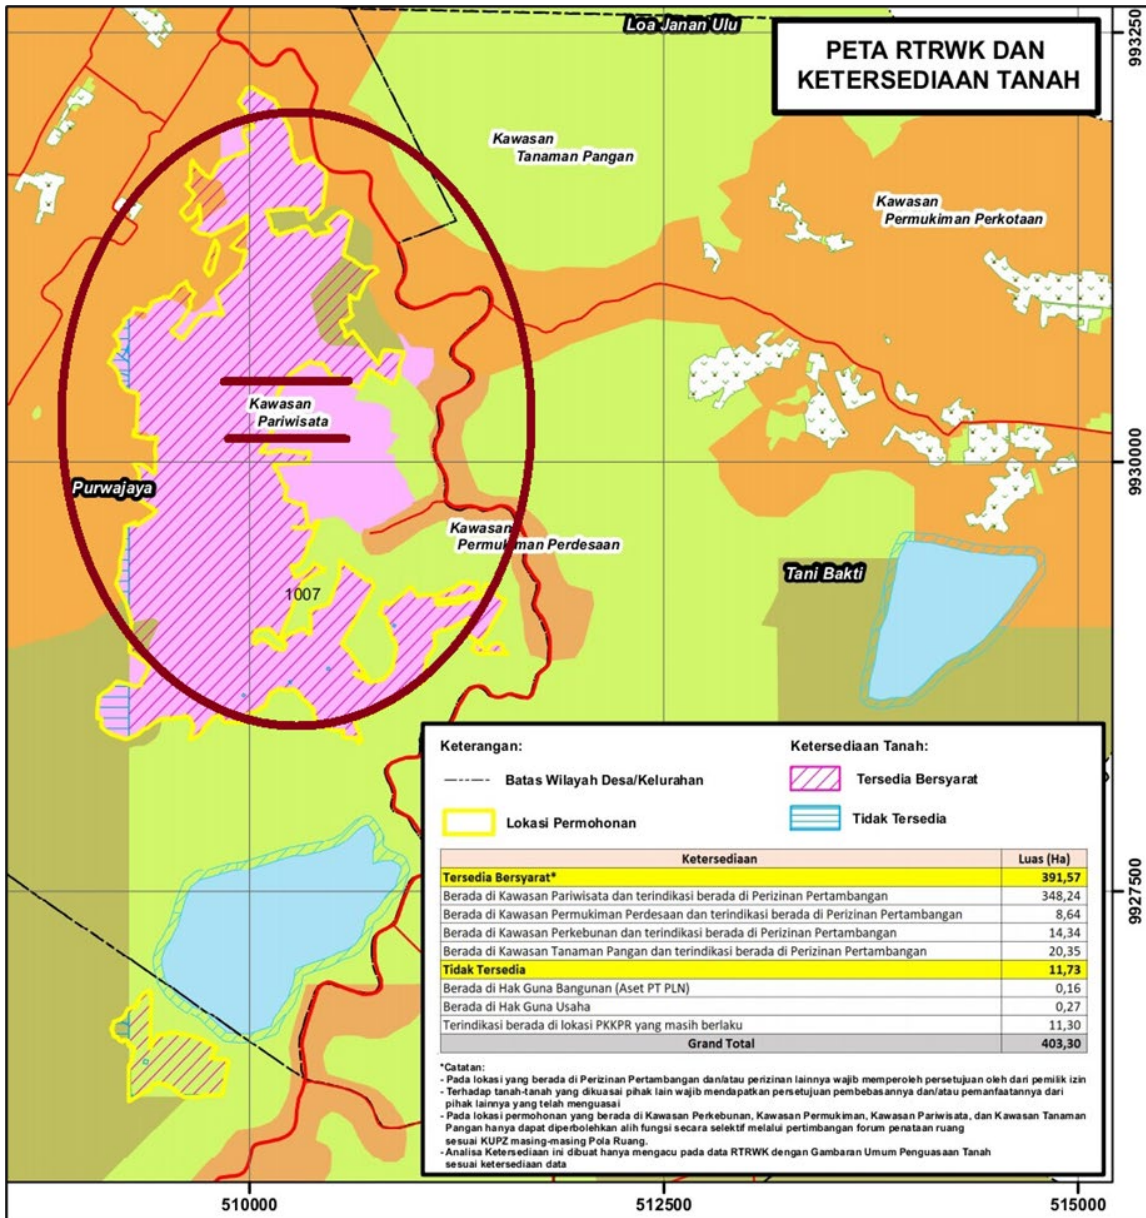 Loa Janan Ulu
9932500
PETA RTRWK DAN
KETERSEDIAAN TANAH
Kawasan
Tanaman Pangan
Kawasan
Permukiman Perkotaan
Kawasan
Pariwisata
Purwajaya
9930000
Kawasan
Permukiman Perdesaan
Tani Bakti
1007
Keterangan:
Batas Wilayah Desa/Kelurahan
Lokasi Permohonan
Ketersediaan Tanah:
Tersedia Bersyarat
Tidak Tersedia
Ketersediaan Luas (Ha)
Tersedia Bersyarat* 391,57
Berada di Kawasan Pariwisata dan terindikasi berada di Perizinan Pertambangan 348,24
Berada di Kawasan Permukiman Perdesaan dan terindikasi berada di Perizinan Pertambangan 8,64
Berada di Kawasan Perkebunan dan terindikasi berada di Perizinan Pertambangan 14,34
Berada di Kawasan Tanaman Pangan dan terindikasi berada di Perizinan Pertambangan 20,35
Tidak Tersedia 11,73
Berada di Hak Guna Bangunan (Aset PT PLN) 0,16
Berada di Hak Guna Usaha 0,27
Terindikasi berada di lokasi PKKPR yang masih berlaku 11,30
Grand Total 403,30
9927500
*Catatan:
- Pada lokasi yang berada di Perizinan Pertambangan dan/atau perizinan lainnya wajib memperoleh persetujuan oleh dari pemilik izin
- Terhadap tanah-tanah yang dikuasai pihak lain wajib mendapatkan persetujuan pembebasannya dan/atau pemanfaatannya dari
pihak lainnya yang telah menguasai
- Pada lokasi permohonan yang berada di Kawasan Perkebunan, Kawasan Permukiman, Kawasan Pariwisata, dan Kawasan Tanaman
Pangan hanya dapat diperbolehkan alih fungsi secara selektif melalui pertimbangan forum penataan ruang
sesuai KUPZ masing-masing Pola Ruang.
- Analisa Ketersediaan ini dibuat hanya mengacu pada data RTRWK dengan Gambaran Umum Penguasaan Tanah
sesuai ketersediaan data
510000
512500
515000